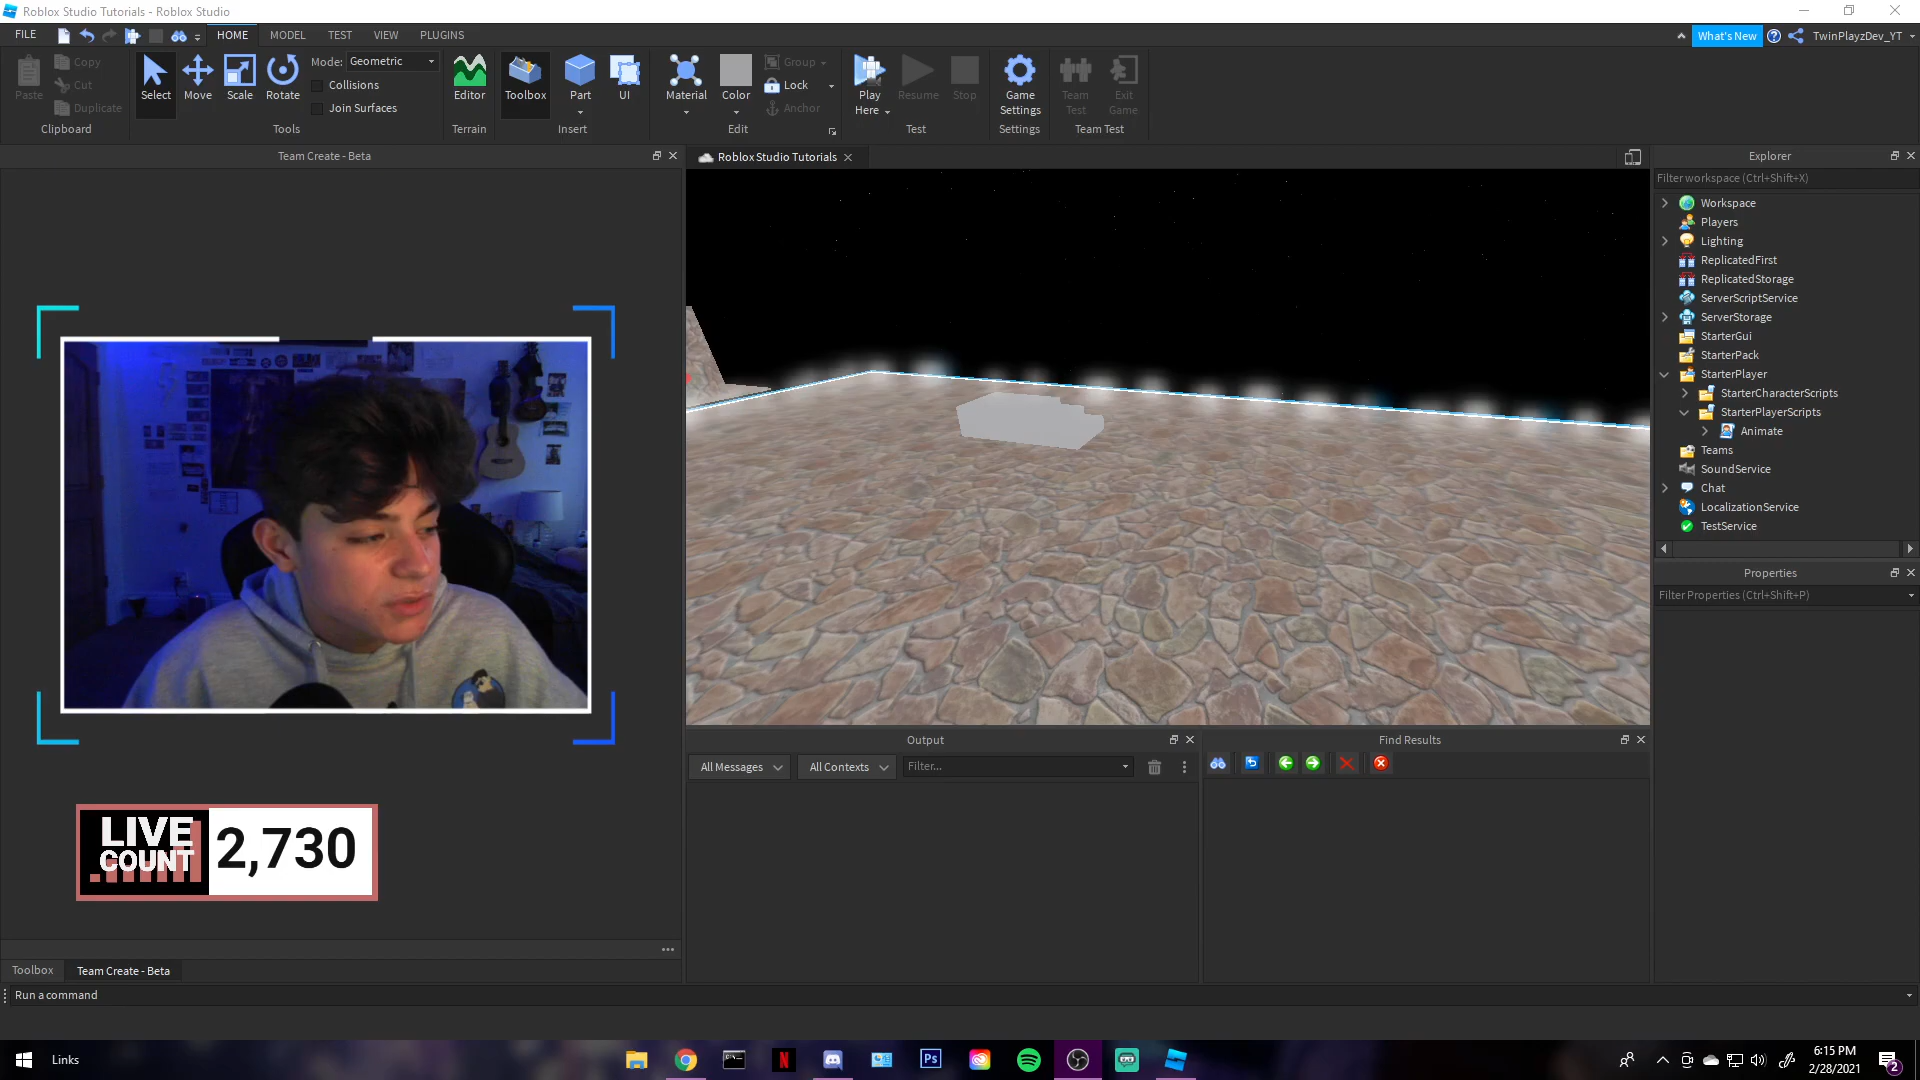 Roblox Studio Tutorials - Roblox Studio
FILE HOME MODEL TEST VIEW PLUGINS What's New TwinPlayzDev_YT
Paste Copy Cut Duplicate
Clipboard
Select Move Scale Rotate
Mode: Geometric
Collisions
Join Surfaces
Tools
Editor
Terrain
Toolbox Part UI
Insert
Material Color
Group
Lock
Anchor
Edit
Play
Here
Resume Stop
Test
Game
Settings
Settings
Team
Test
Exit
Game
Team Test
Team Create - Beta
Roblox Studio Tutorials
Explorer
Filter workspace (Ctrl+Shift+X)
Workspace
Players
Lighting
ReplicatedFirst
ReplicatedStorage
ServerScriptService
ServerStorage
StarterGui
StarterPack
StarterPlayer
StarterCharacterScripts
StarterPlayerScripts
Animate
Teams
SoundService
Chat
LocalizationService
TestService
Properties
Filter Properties (Ctrl+Shift+P)
Output
All Messages All Contexts Filter...
Find Results
LIVE
COUNT
2,730
Toolbox Team Create - Beta
Run a command
Links
Ps
6:15 PM
2/28/2021
2